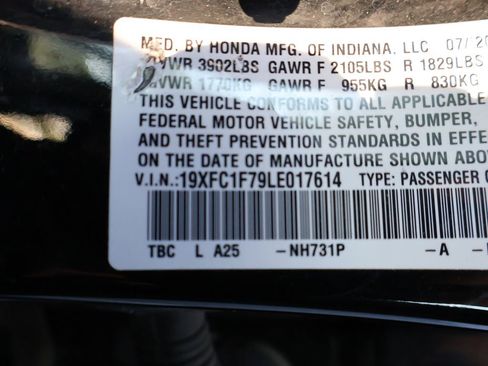 MFD. BY HONDA MFG. OF INDIANA. LLC 07/20
GVWR 3902LBS GAWR F 2105LBS R 1829LBS
GVWR 1770KG GAWR F 955KG R 830KG
THIS VEHICLE CONFORMS TO ALL APPLICABLE
FEDERAL MOTOR VEHICLE SAFETY, BUMPER,
THEFT PREVENTION STANDARDS IN EFFE
ON THE DATE OF MANUFACTURE SHOWN ABOV
V.I.N.:19XFC1F79LE017614 TYPE: PASSENGER
TBC L A25 -NH731P -A